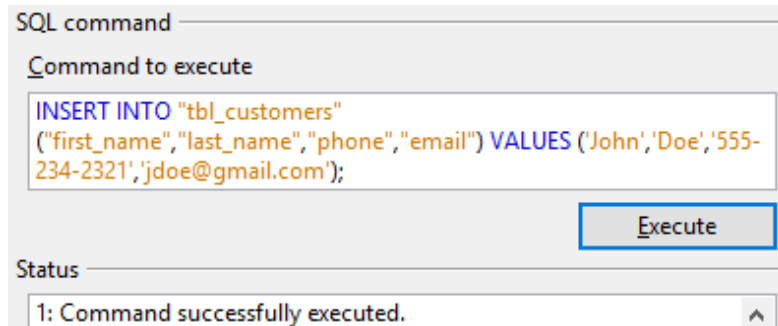 SQL command
Command to execute
INSERT INTO "tbl_customers"
("first_name","last_name","phone","email") VALUES ('John','Doe','555-
234-2321','jdoe@gmail.com');
Execute
Status
1: Command successfully executed.